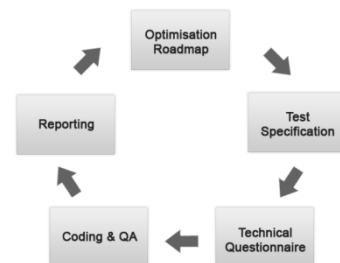 Optimisation
Roadmap
Test
Specification
Technical
Questionnaire
Coding & QA
Reporting